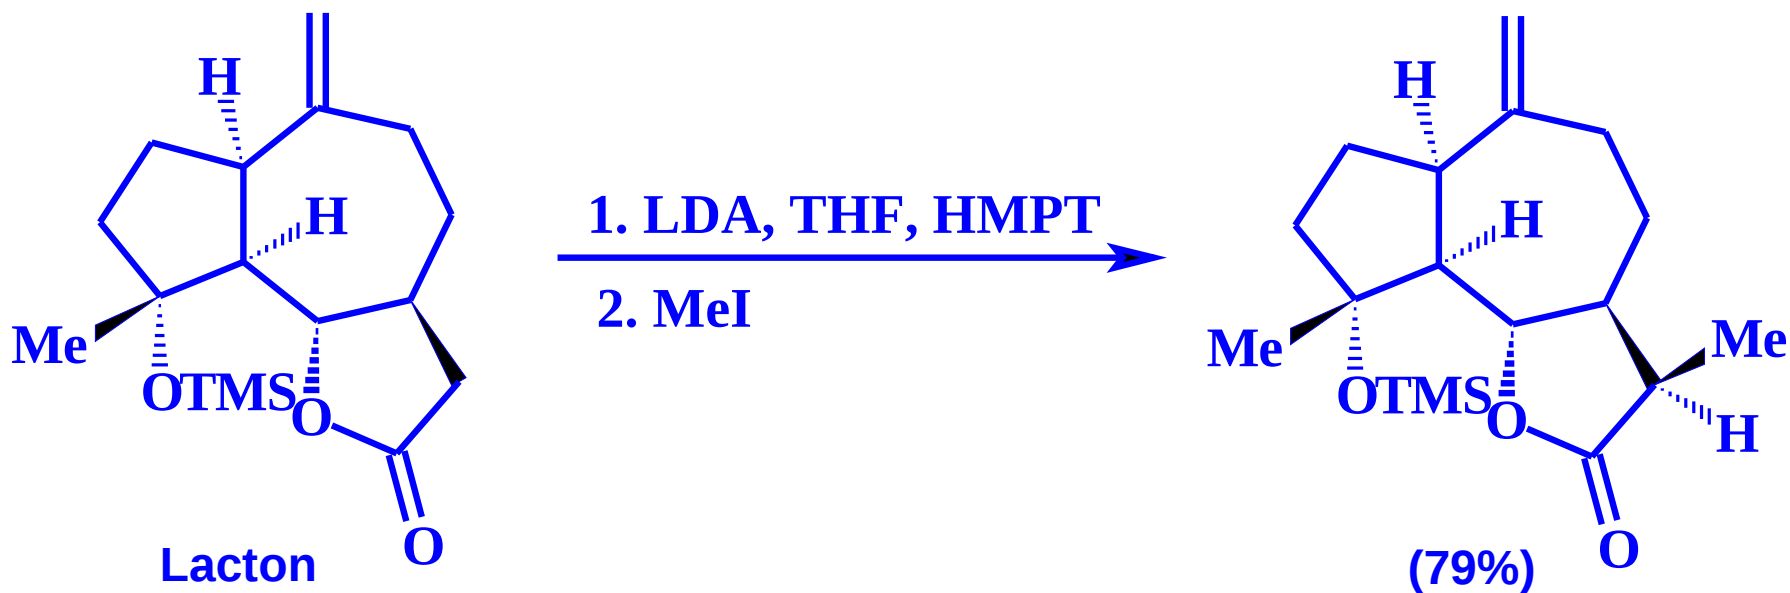 H
H
Me
OTMS
O
O
Lacton
1. LDA, THF, HMPT
2. MeI
H
H
Me
OTMS
O
Me
H
O
(79%)